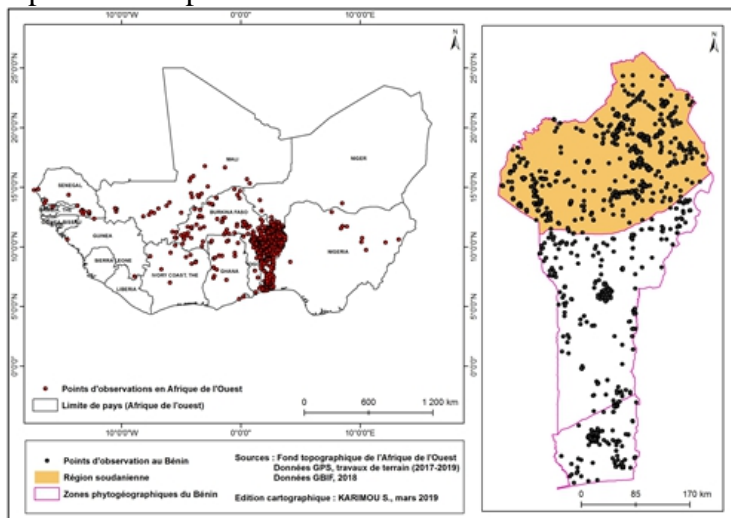 10°0'0"W
0°0'0"
10°0'0"E
N
25°0'0"N
20°0'0"N
15°0'0"N
10°0'0"N
5°0'0"N
0°0'0"
MALI
NIGER
SENEGAL
BURKINA FASO
GUINEA
SIERRA LEONE
IVORY COAST, THE
GHANA
NIGERIA
LIBERIA
Points d'observations en Afrique de l'Ouest
Limite de pays (Afrique de l'ouest)
0 600 1 200 km
10°0'0"W
0°0'0"
10°0'0"E
Points d'observation au Bénin
Région soudanienne
Zones phytogéographiques du Bénin
Sources : Fond topographique de l'Afrique de l'Ouest
Données GPS, travaux de terrain (2017-2019)
Données GBIF, 2018
Edition cartographique : KARIMOU S., mars 2019
N
0 85 170 km